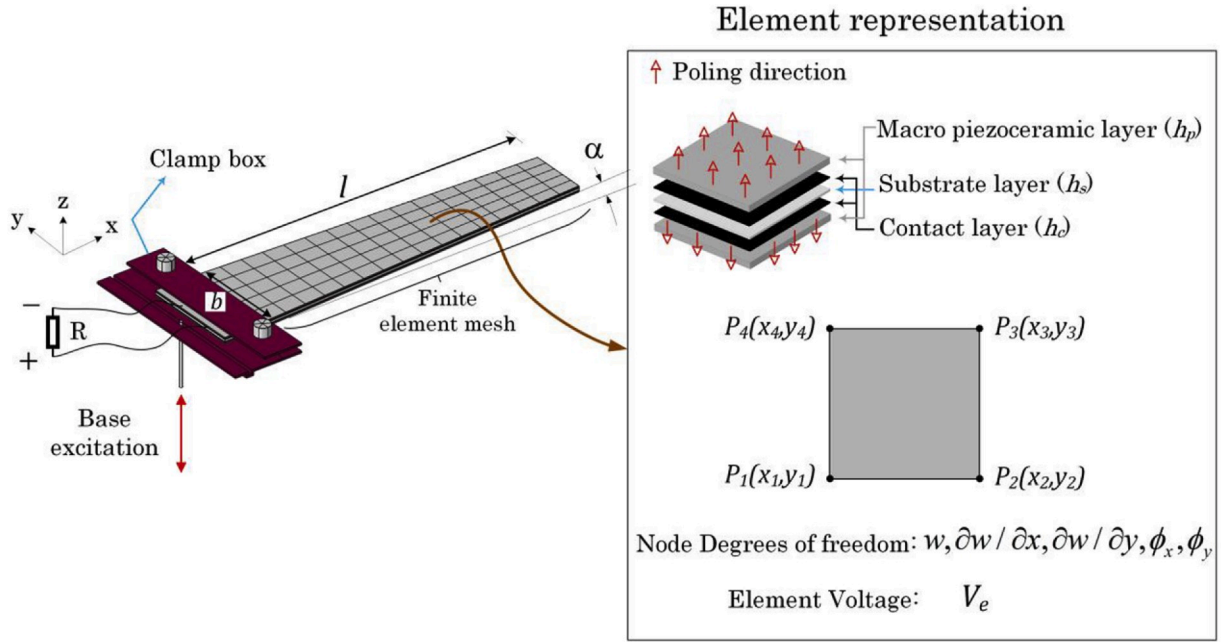 Element representation
Poling direction
Macro piezoceramic layer (hp)
Substrate layer (hs)
Contact layer (hc)
Clamp box
l
α
z
y
x
b
Finite
element mesh
−
R
+
Base
excitation
P4(x4,y4)
P3(x3,y3)
P1(x1,y1)
P2(x2,y2)
Node Degrees of freedom: w, ∂w / ∂x, ∂w / ∂y, ϕx, ϕy
Element Voltage: Ve